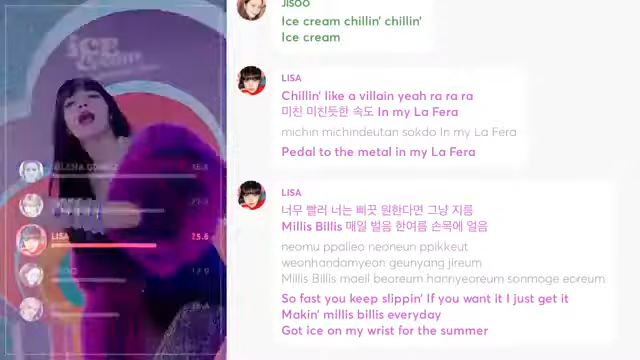 ICE
cream
SELENA GOMEZ
LISA
25.6
JISOO
Ice cream chillin' chillin'
Ice cream
LISA
Chillin' like a villain yeah ra ra ra
미친 미친듯한 속도 In my La Fera
michin michindeutan sokdo In my La Fera
Pedal to the metal in my La Fera
LISA
너무 빨러 너는 삐끗 원한다면 그냥 지름
Millis Billis 매일 벌음 한여름 손목에 얼음
neomu ppalleo neoneun ppikkeut
weonhandamyeon geunyang jireum
Millis Billis maeil beoreum hannyeoreum sonmoge eoreum
So fast you keep slippin' If you want it I just get it
Makin' millis billis everyday
Got ice on my wrist for the summer